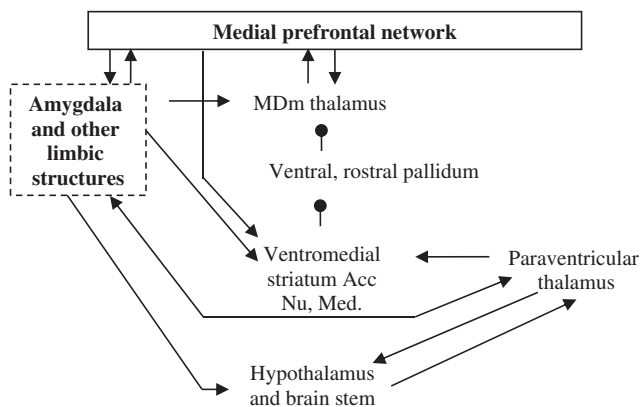 Medial prefrontal network
Amygdala
and other
limbic
structures
MDm thalamus
Ventral, rostral pallidum
Ventromedial
striatum Acc
Nu, Med.
Paraventricular
thalamus
Hypothalamus
and brain stem